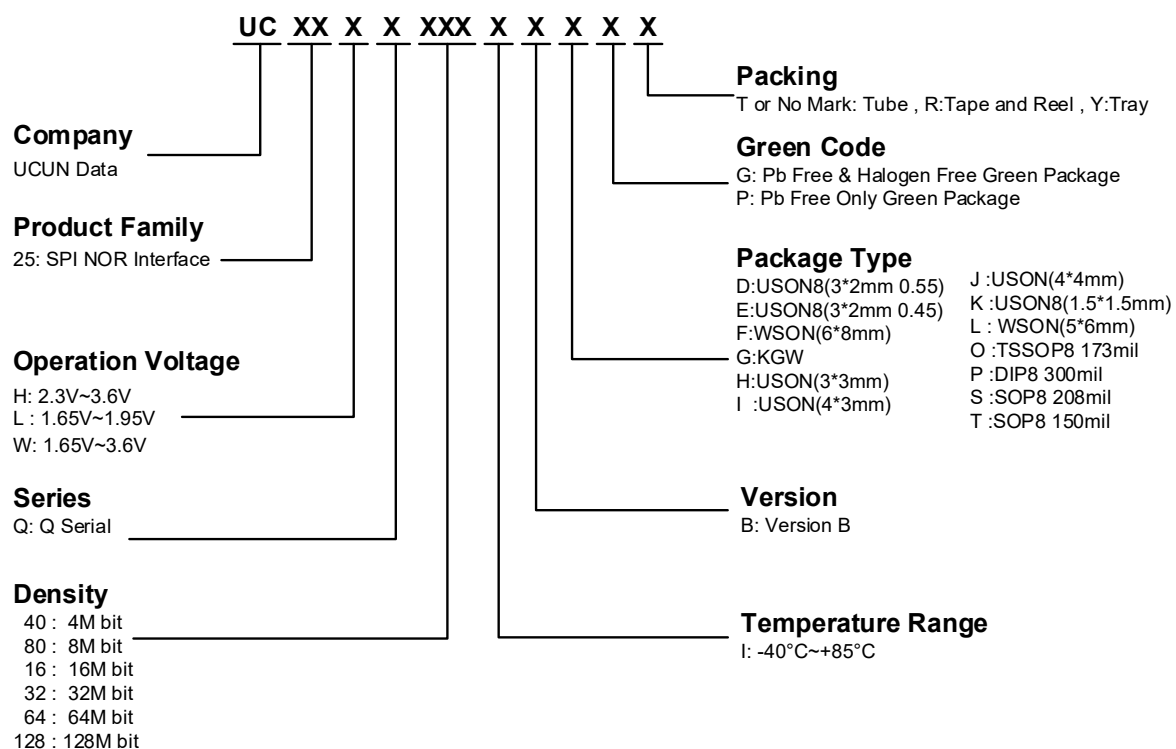 UC XX X X XXX X X X X X
Company
UCUN Data
Product Family
25: SPI NOR Interface
Operation Voltage
H: 2.3V~3.6V
L : 1.65V~1.95V
W: 1.65V~3.6V
Series
Q: Q Serial
Density
40 : 4M bit
80 : 8M bit
16 : 16M bit
32 : 32M bit
64 : 64M bit
128 : 128M bit
Packing
T or No Mark: Tube , R:Tape and Reel , Y:Tray
Green Code
G: Pb Free & Halogen Free Green Package
P: Pb Free Only Green Package
Package Type
D:USON8(3*2mm 0.55)
E:USON8(3*2mm 0.45)
F:WSON(6*8mm)
G:KGW
H:USON(3*3mm)
I :USON(4*3mm)
J :USON(4*4mm)
K :USON8(1.5*1.5mm)
L : WSON(5*6mm)
O :TSSOP8 173mil
P :DIP8 300mil
S :SOP8 208mil
T :SOP8 150mil
Version
B: Version B
Temperature Range
I: -40°C~+85°C